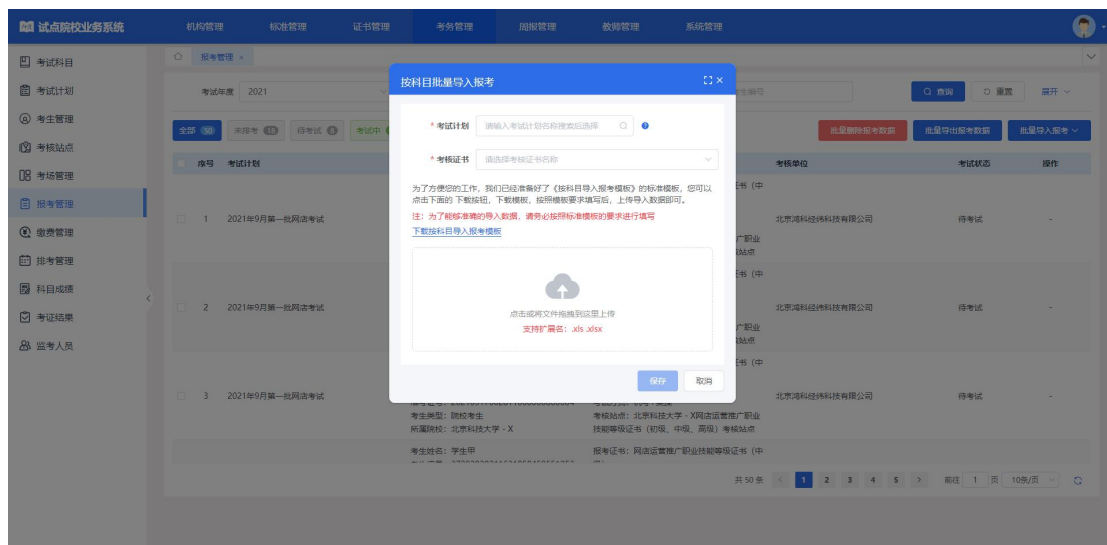 试点院校业务系统
机构管理
标准管理
证书管理
考务管理
周报管理
教师管理
系统管理
考试科目
考试计划
考生管理
考核站点
考场管理
报考管理
缴费管理
排考管理
科目成绩
考证结果
监考人员
报考管理 ×
考试年度 2021
考生编号
查询
重置
展开
全部 50
未报考
待考试
考试中
批量删除报考数据
批量导出报考数据
批量导入报考
序号 考试计划 考核单位 考试状态 操作
证书（中
1 2021年9月第一批网店考试 北京鸿科经纬科技有限公司 待考试 -
广职业
站点
证书（中
2 2021年9月第一批网店考试 北京鸿科经纬科技有限公司 待考试 -
广职业
站点
证书（中
3 2021年9月第一批网店考试 北京鸿科经纬科技有限公司 待考试 -
考生类型：院校考生 考核站点：北京科技大学 - X网店运营推广职业
所属院校：北京科技大学 - X 技能等级证书（初级、中级、高级）考核站点
考生姓名：学生甲 报考证书：网店运营推广职业技能等级证书（中
共 50 条 1 2 3 4 5 前往 1 页 10条/页
按科目批量导入报考
* 考试计划 请输入考试计划名称搜索后选择
* 考核证书 请选择考核证书名称
为了方便您的工作，我们已经准备好了《按科目导入报考模板》的标准模板，您可以
点击下面的 下载按钮，下载模板，按照模板要求填写后，上传导入数据即可。
注：为了能够准确的导入数据，请务必按照标准模板的要求进行填写
下载按科目导入报考模板
点击或将文件拖拽到这里上传
支持扩展名：.xls .xlsx
保存
取消